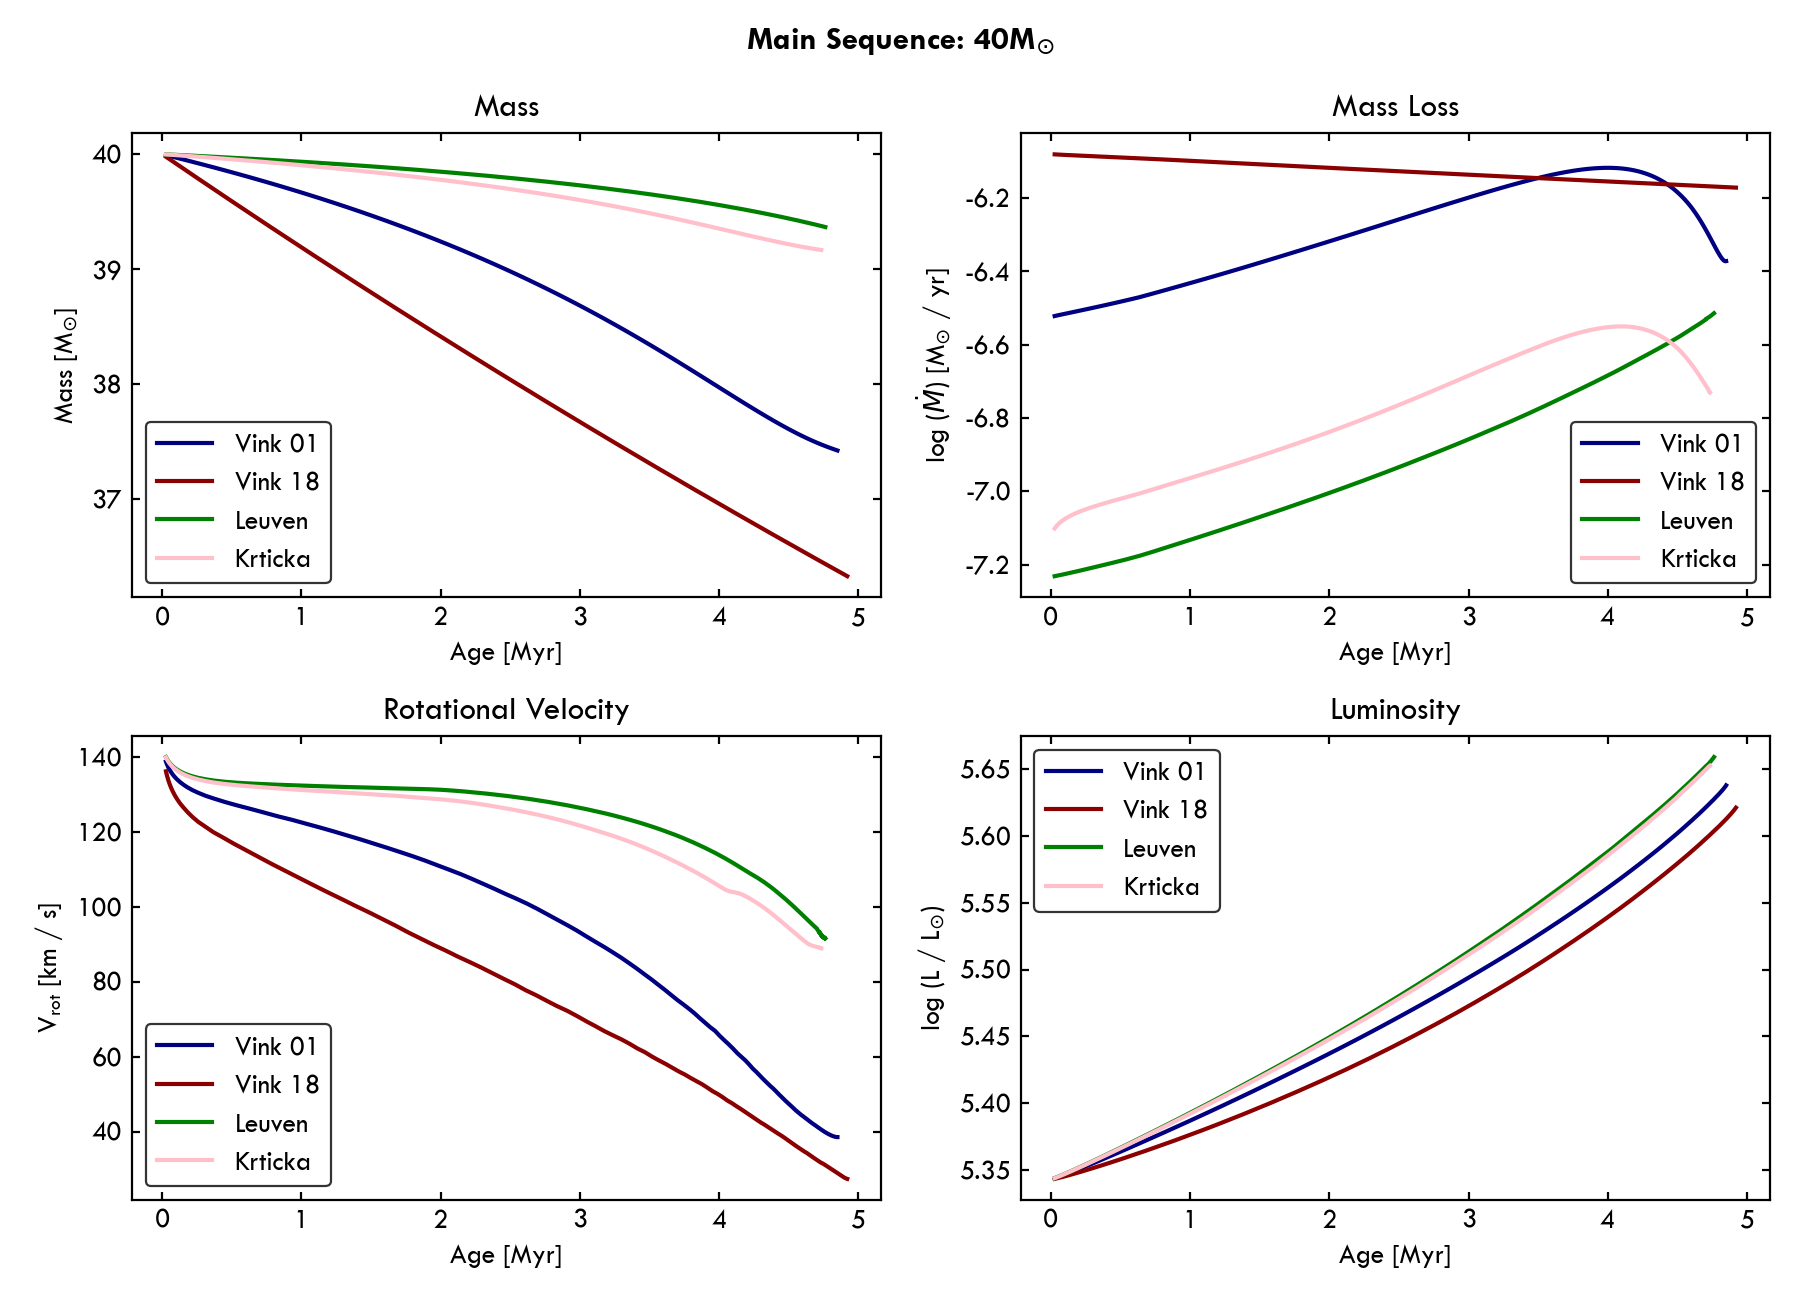 Main Sequence: 40M☉
Mass
Mass [M☉]
40
39
38
37
Vink 01
Vink 18
Leuven
Krticka
0 1 2 3 4 5
Age [Myr]
Mass Loss
log (Ṁ) [M☉ / yr]
-6.2
-6.4
-6.6
-6.8
-7.0
-7.2
Vink 01
Vink 18
Leuven
Krticka
0 1 2 3 4 5
Age [Myr]
Rotational Velocity
Vrot [km / s]
140
120
100
80
60
40
Vink 01
Vink 18
Leuven
Krticka
0 1 2 3 4 5
Age [Myr]
Luminosity
log (L / L☉)
5.65
5.60
5.55
5.50
5.45
5.40
5.35
Vink 01
Vink 18
Leuven
Krticka
0 1 2 3 4 5
Age [Myr]